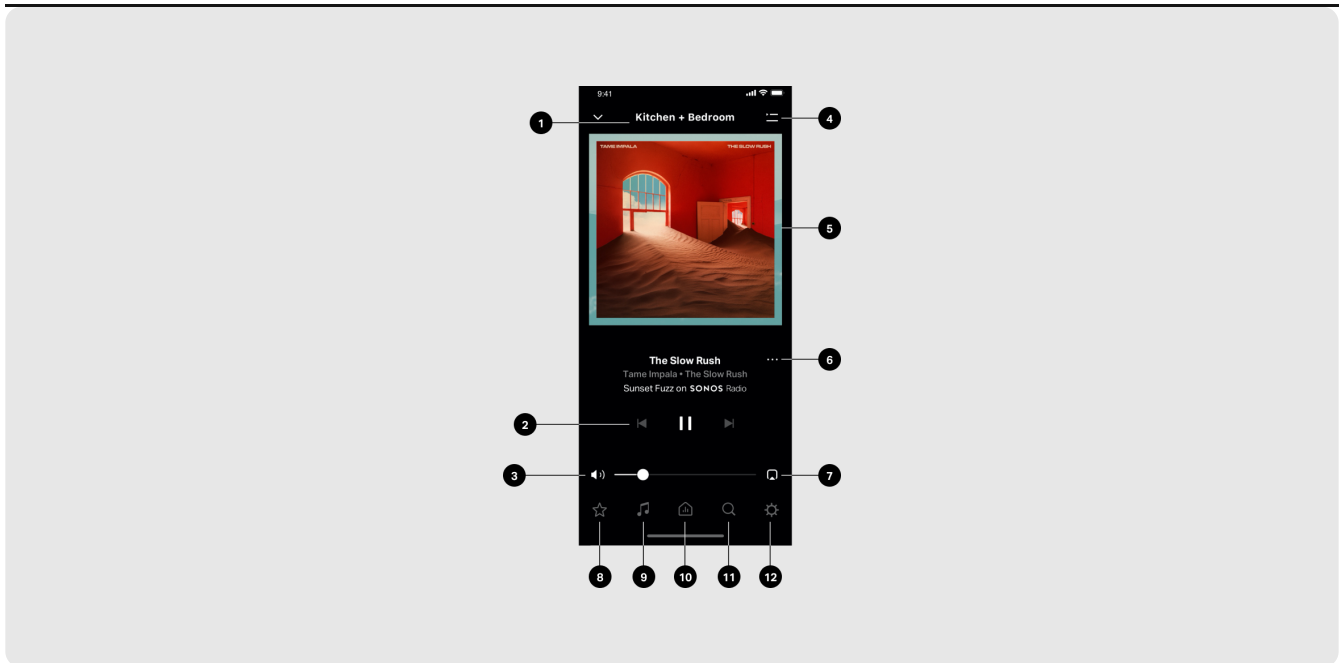 9:41
1
Kitchen + Bedroom
4
TAME IMPALA
THE SLOW RUSH
5
The Slow Rush
6
Tame Impala • The Slow Rush
Sunset Fuzz on SONOS Radio
2
3
7
8
9
10
11
12